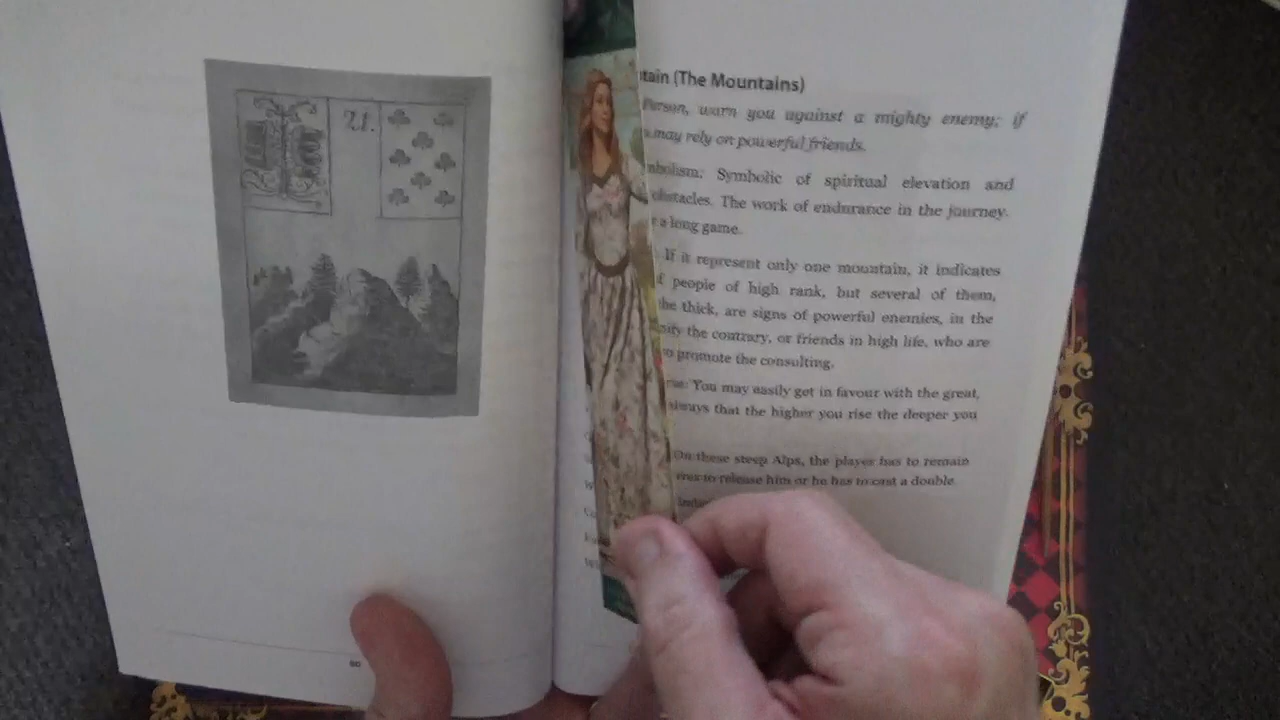 21.
tain (The Mountains)
Person, warn you against a mighty enemy; if
may rely on powerful friends.
mbolism: Symbolic of spiritual elevation and
obstacles. The work of endurance in the journey.
r a long game.
If it represent only one mountain, it indicates
f people of high rank, but several of them,
the thick, are signs of powerful enemies, in the
nify the contrary, or friends in high life, who are
o promote the consulting.
rse: You may easily get in favour with the great,
always that the higher you rise the deeper you
On these steep Alps, the player has to remain
eres to release him or he has to cast a double
80